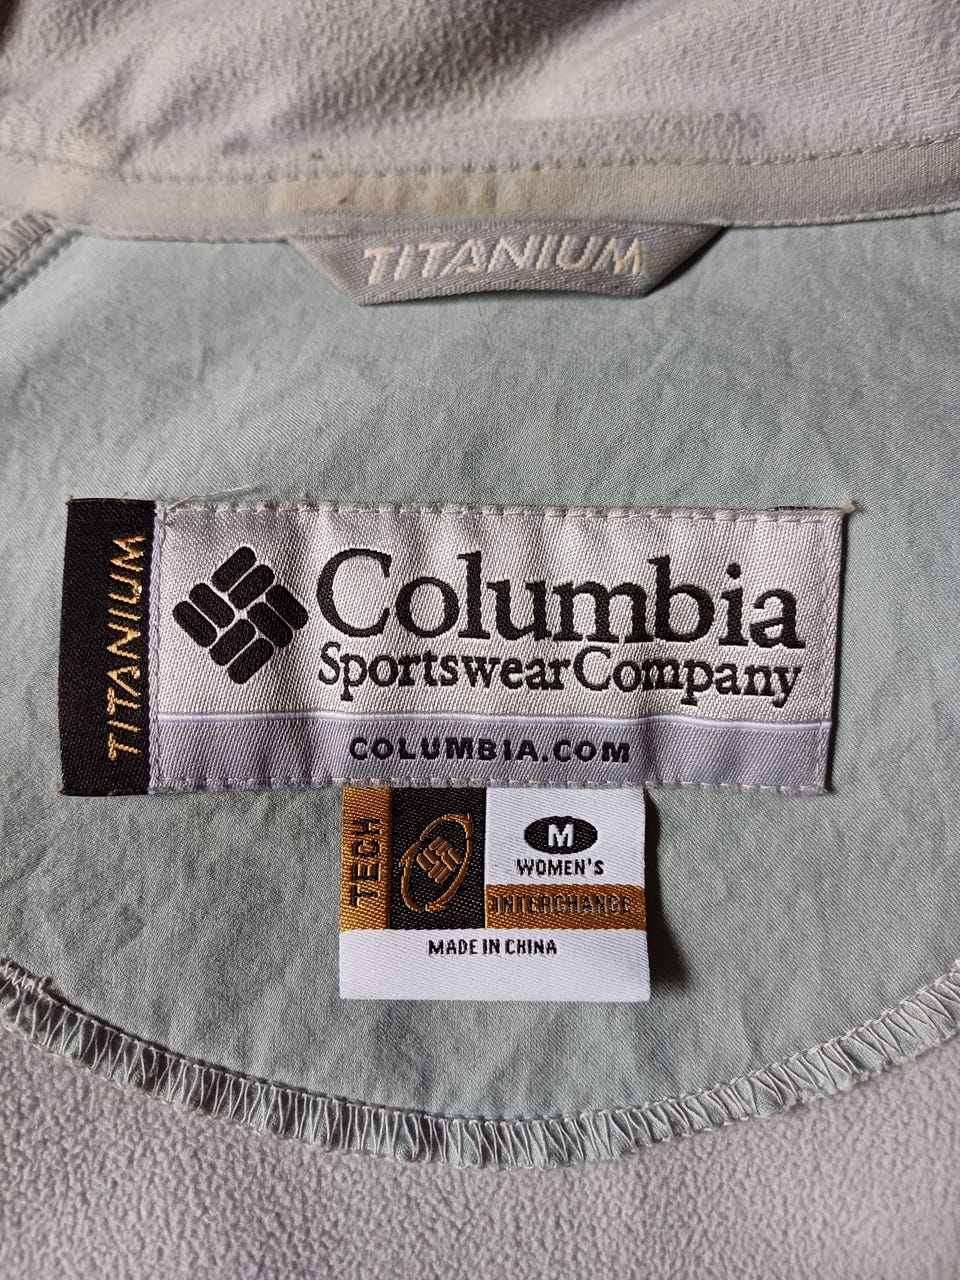 TITANIUM
TITANIUM
Columbia
Sportswear Company
COLUMBIA.COM
TECH
M
WOMEN'S
INTERCHANGE
MADE IN CHINA